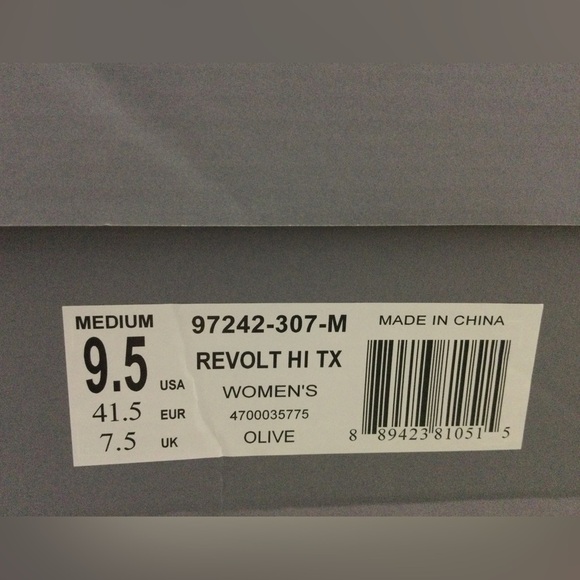 MEDIUM
9.5 USA
41.5 EUR
7.5 UK
97242-307-M
REVOLT HI TX
WOMEN'S
4700035775
OLIVE
MADE IN CHINA
8 89423 81051 5